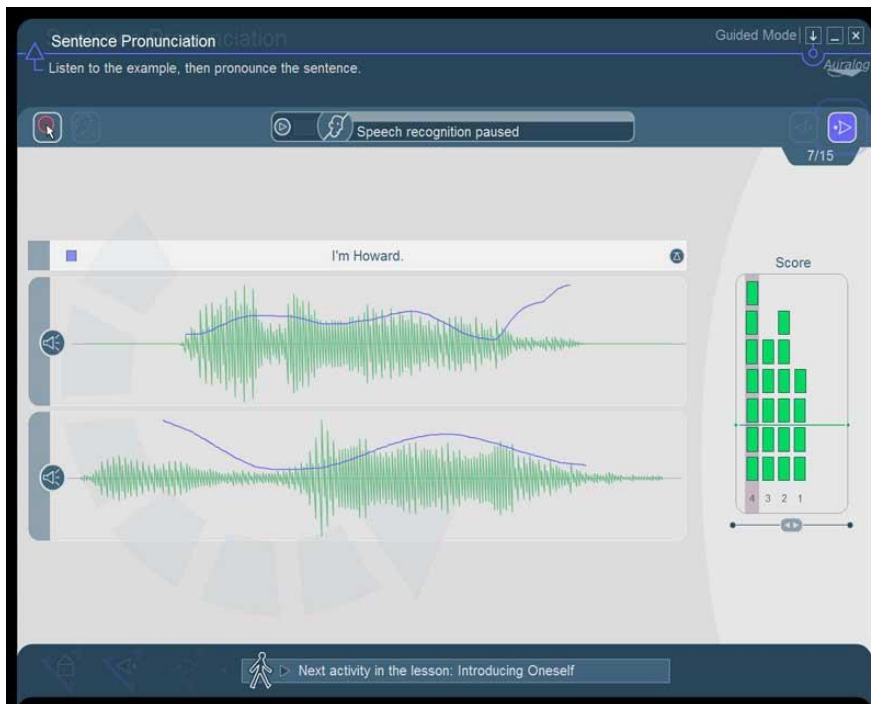 Sentence Pronunciation
Guided Mode
Listen to the example, then pronounce the sentence.
Auralog
Speech recognition paused
7/15
I'm Howard.
Score
4 3 2 1
Next activity in the lesson: Introducing Oneself